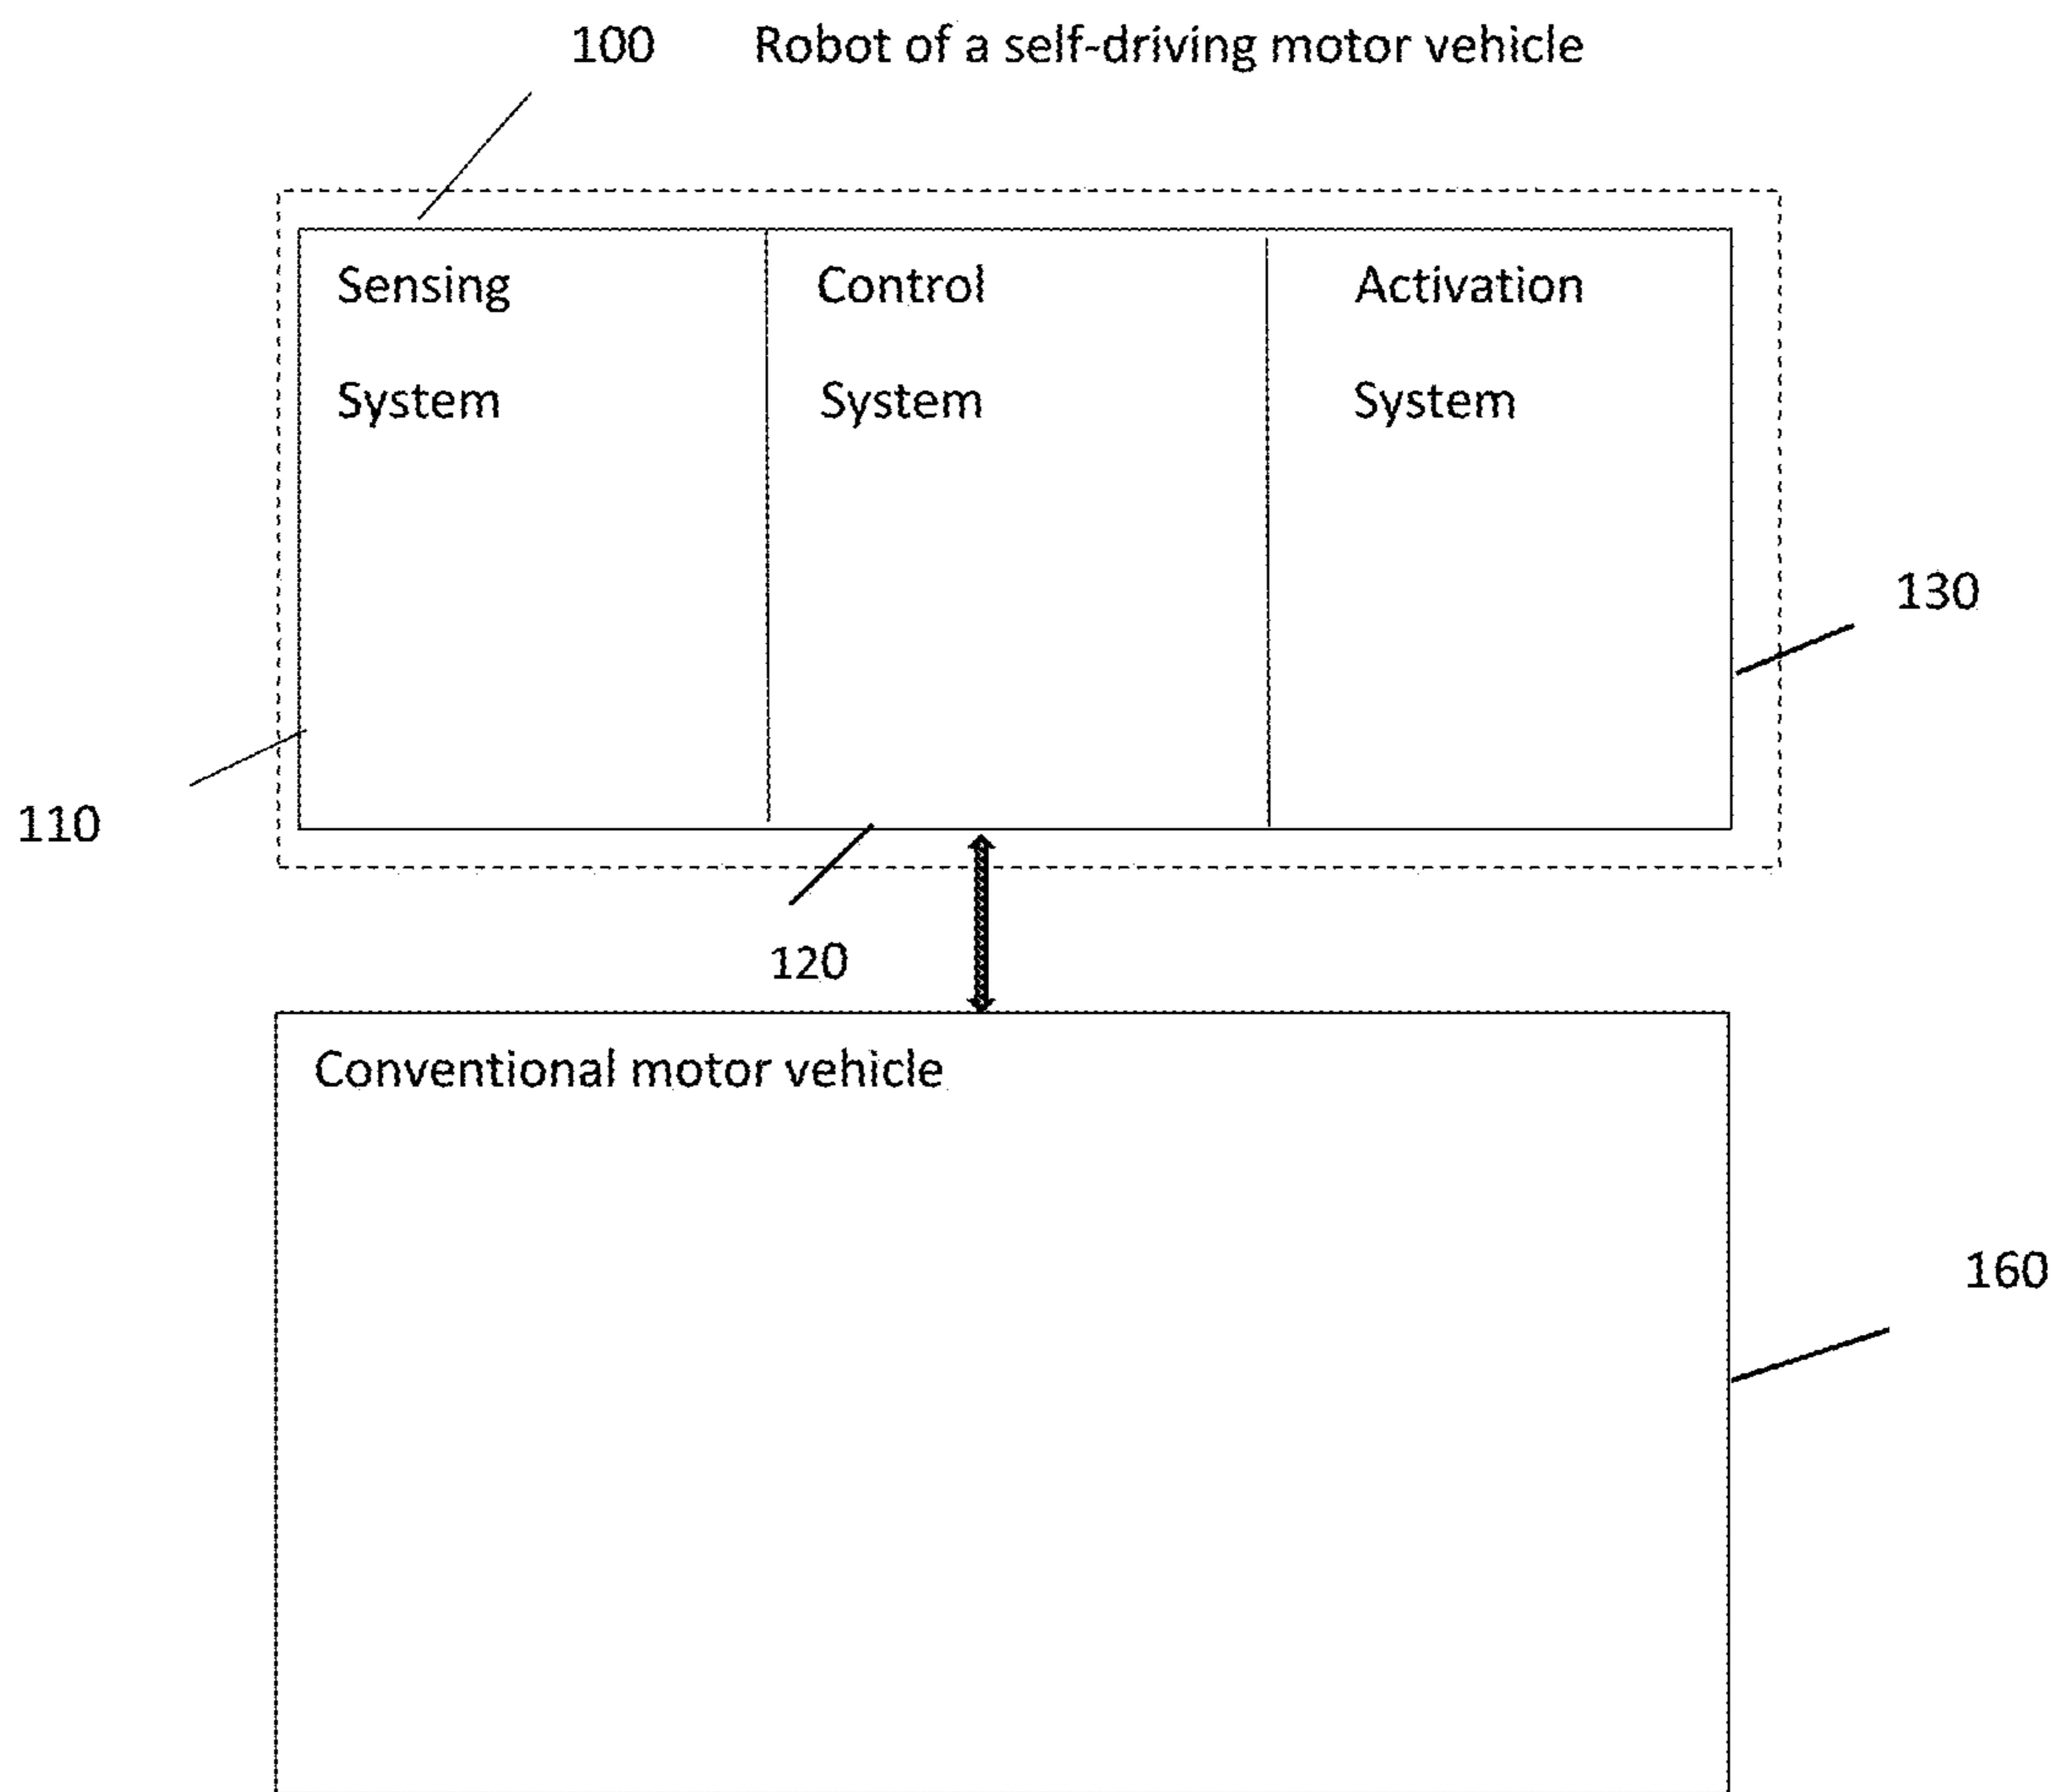 100 Robot of a self-driving motor vehicle
Sensing Control Activation
System System System
130
110
120
Conventional motor vehicle
160